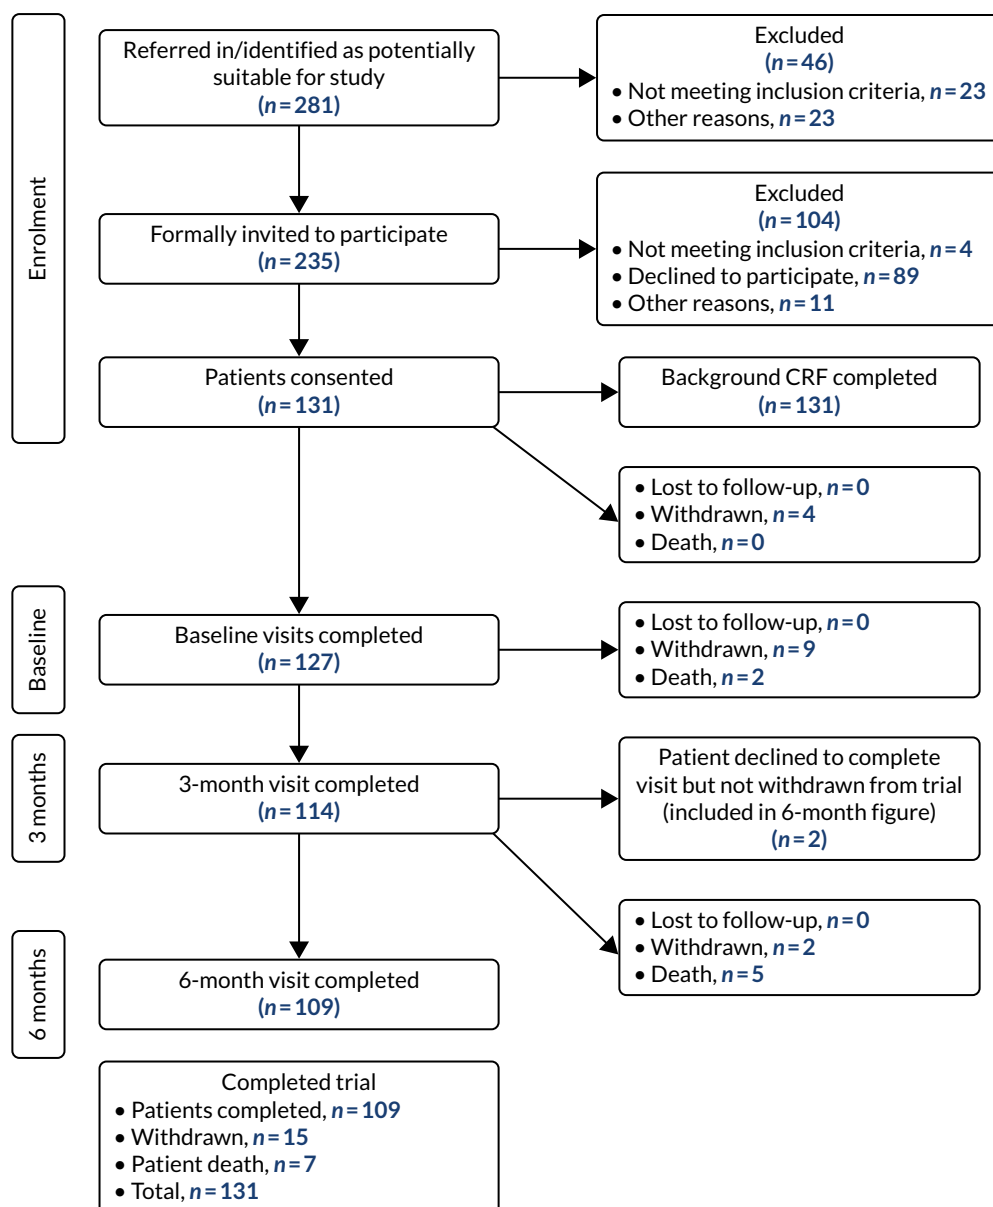 Enrolment
Referred in/identified as potentially
suitable for study
(n=281)
Excluded
(n=46)
• Not meeting inclusion criteria, n=23
• Other reasons, n=23
Formally invited to participate
(n=235)
Excluded
(n=104)
• Not meeting inclusion criteria, n=4
• Declined to participate, n=89
• Other reasons, n=11
Patients consented
(n=131)
Background CRF completed
(n=131)
• Lost to follow-up, n=0
• Withdrawn, n=4
• Death, n=0
Baseline
Baseline visits completed
(n=127)
• Lost to follow-up, n=0
• Withdrawn, n=9
• Death, n=2
3 months
3-month visit completed
(n=114)
Patient declined to complete
visit but not withdrawn from trial
(included in 6-month figure)
(n=2)
• Lost to follow-up, n=0
• Withdrawn, n=2
• Death, n=5
6 months
6-month visit completed
(n=109)
Completed trial
• Patients completed, n=109
• Withdrawn, n=15
• Patient death, n=7
• Total, n=131